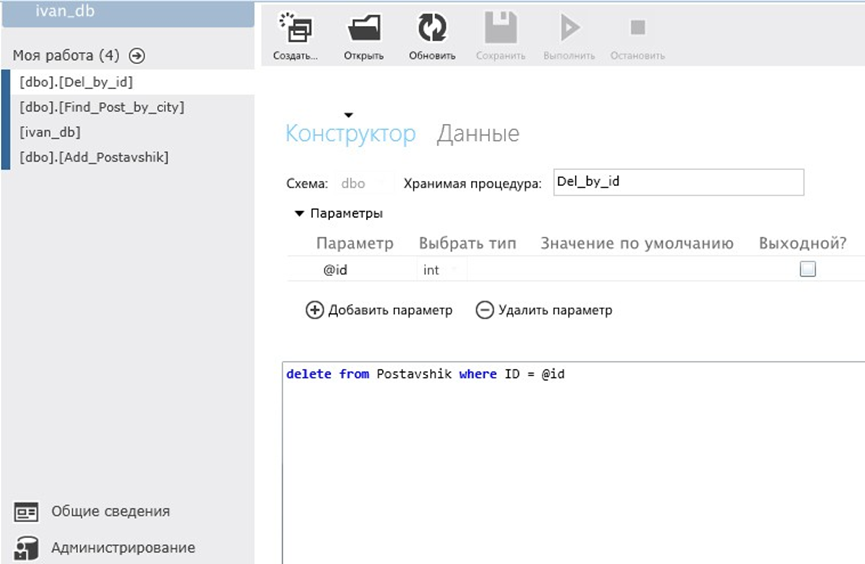 ivan_db
Моя работа (4)
[dbo].[Del_by_id]
[dbo].[Find_Post_by_city]
[ivan_db]
[dbo].[Add_Postavshik]
Общие сведения
Администрирование
Создать... Открыть Обновить Сохранить Выполнить Остановить
Конструктор Данные
Схема: dbo Хранимая процедура: Del_by_id
Параметры
Параметр Выбрать тип Значение по умолчанию Выходной?
@id int
Добавить параметр Удалить параметр
delete from Postavshik where ID = @id